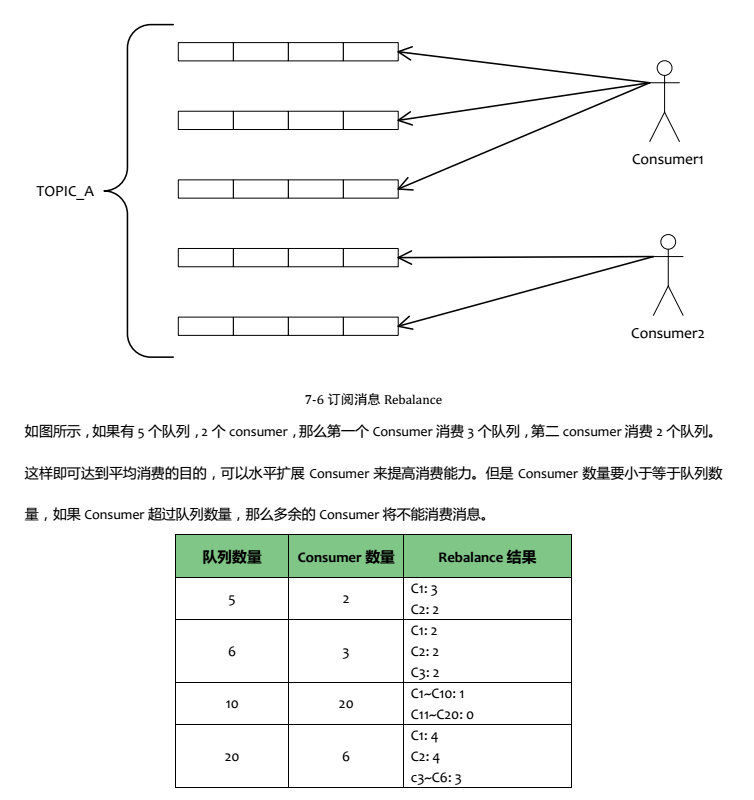 Consumer1
TOPIC_A
Consumer2
7-6 订阅消息 Rebalance
如图所示，如果有 5 个队列，2 个 consumer，那么第一个 Consumer 消费 3 个队列，第二 consumer 消费 2 个队列。
这样即可达到平均消费的目的，可以水平扩展 Consumer 来提高消费能力。但是 Consumer 数量要小于等于队列数
量，如果 Consumer 超过队列数量，那么多余的 Consumer 将不能消费消息。
队列数量 Consumer 数量 Rebalance 结果
5 2 C1: 3
C2: 2
6 3 C1: 2
C2: 2
C3: 2
10 20 C1~C10: 1
C11~C20: 0
20 6 C1: 4
C2: 4
c3~C6: 3